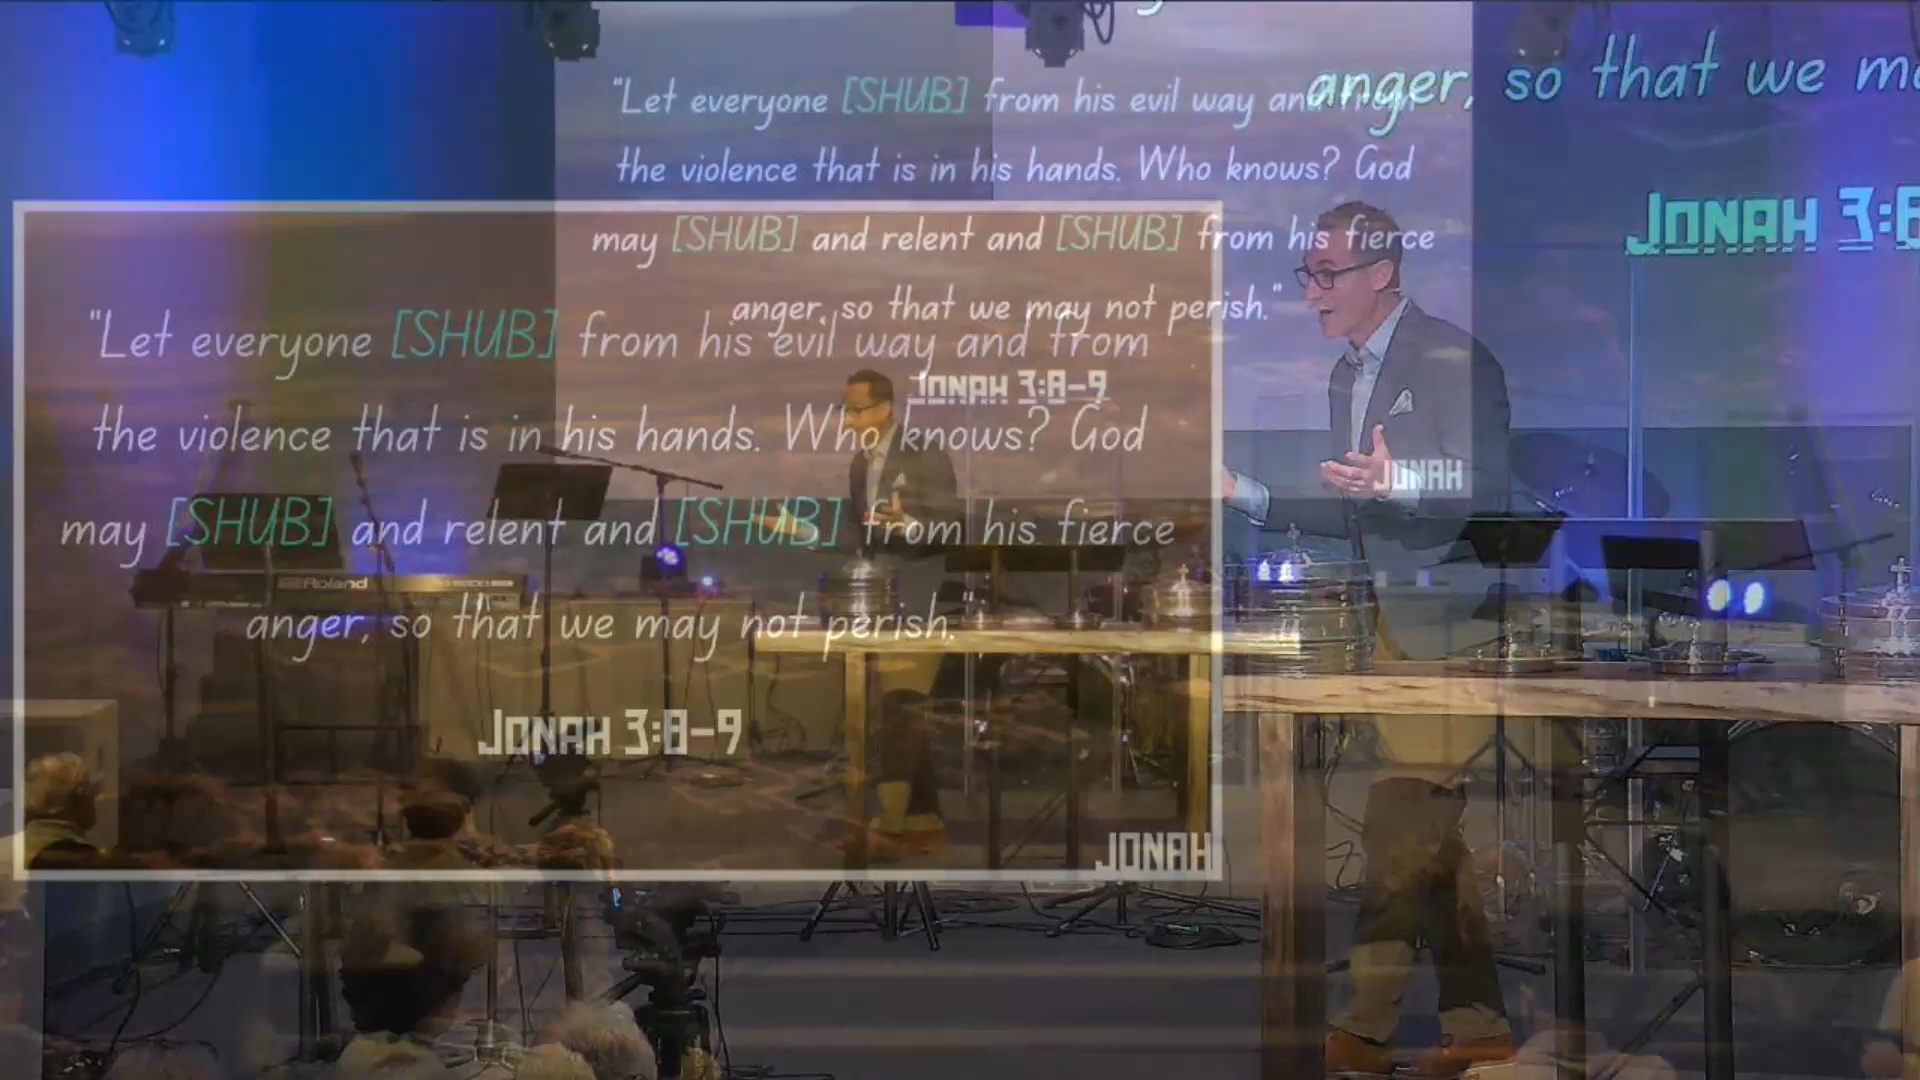 "Let everyone [SHUB] from his evil way and from
the violence that is in his hands. Who knows? God
may [SHUB] and relent and [SHUB] from his fierce
anger, so that we may not perish."
JONAH 3:8-9
JONAH
anger, so that we
JONAH
"Let everyone [SHUB] from his evil way and from
the violence that is in his hands. Who knows? God
may [SHUB] and relent and [SHUB] from his fierce
anger, so that we may not perish."
JONAH 3:8-9
JONAH
Roland